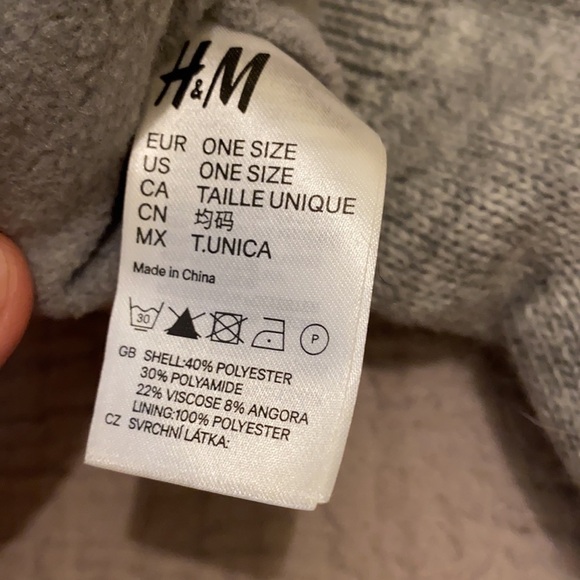 H&M
EUR ONE SIZE
US ONE SIZE
CA TAILLE UNIQUE
CN 均码
MX T.UNICA
Made in China
30 P
GB SHELL:40% POLYESTER
30% POLYAMIDE
22% VISCOSE 8% ANGORA
LINING:100% POLYESTER
CZ SVRCHNÍ LÁTKA: